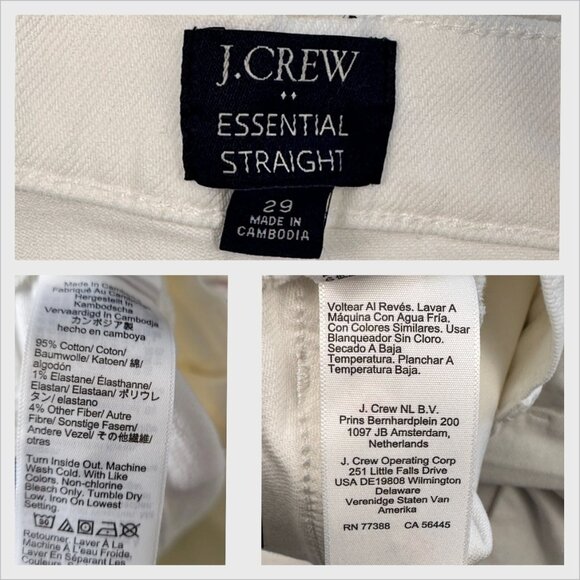 J.CREW
ESSENTIAL
STRAIGHT
29
MADE IN
CAMBODIA
Made In Cambodia
Fabriqué Au Cambodge
Hergestellt In
Kambodscha
Vervaardigd In Cambodja
カンボジア製
hecho en camboya
95% Cotton/ Coton/
Baumwolle/ Katoen/ 綿/
algodón
1% Elastane/ Élasthanne/
Elastan/ Elastaan/ ポリウレ
タン/ elastano
4% Other Fiber/ Autre
Fibre/ Sonstige Fasern/
Andere Vezel/ その他繊維/
otras
Turn Inside Out. Machine
Wash Cold. With Like
Colors. Non-chlorine
Bleach Only. Tumble Dry
Low, Iron On Lowest
Setting.
Retourner. Laver À La
Machine À L'eau Froide.
Laver En Séparant Les
Voltear Al Revés. Lavar A
Máquina Con Agua Fría.
Con Colores Similares. Usar
Blanqueador Sin Cloro.
Secado A Baja
Temperatura. Planchar A
Temperatura Baja.
J. Crew NL B.V.
Prins Bernhardplein 200
1097 JB Amsterdam,
Netherlands
J. Crew Operating Corp
251 Little Falls Drive
USA DE19808 Wilmington
Delaware
Verenidge Staten Van
Amerika
RN 77388 CA 56445